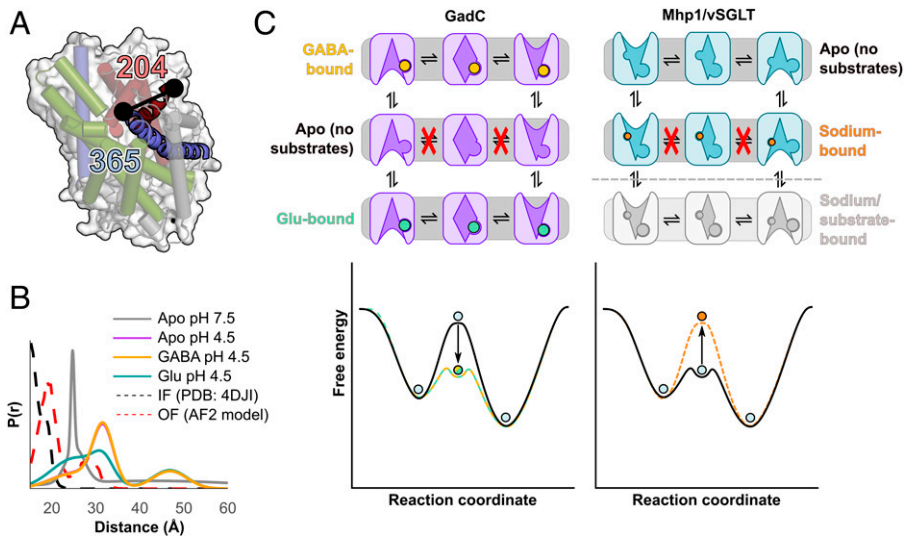 A
204
365
B
Apo pH 7.5
Apo pH 4.5
GABA pH 4.5
Glu pH 4.5
IF (PDB: 4DJI)
OF (AF2 model)
P(r)
30
40
50
60
Distance (Å)
C
GadC
GABA-
bound
Apo (no
substrates)
Glu-bound
Mhp1/vSGLT
Apo (no
substrates)
Sodium-
bound
Sodium/
substrate-
bound
Free energy
Reaction coordinate
Reaction coordinate